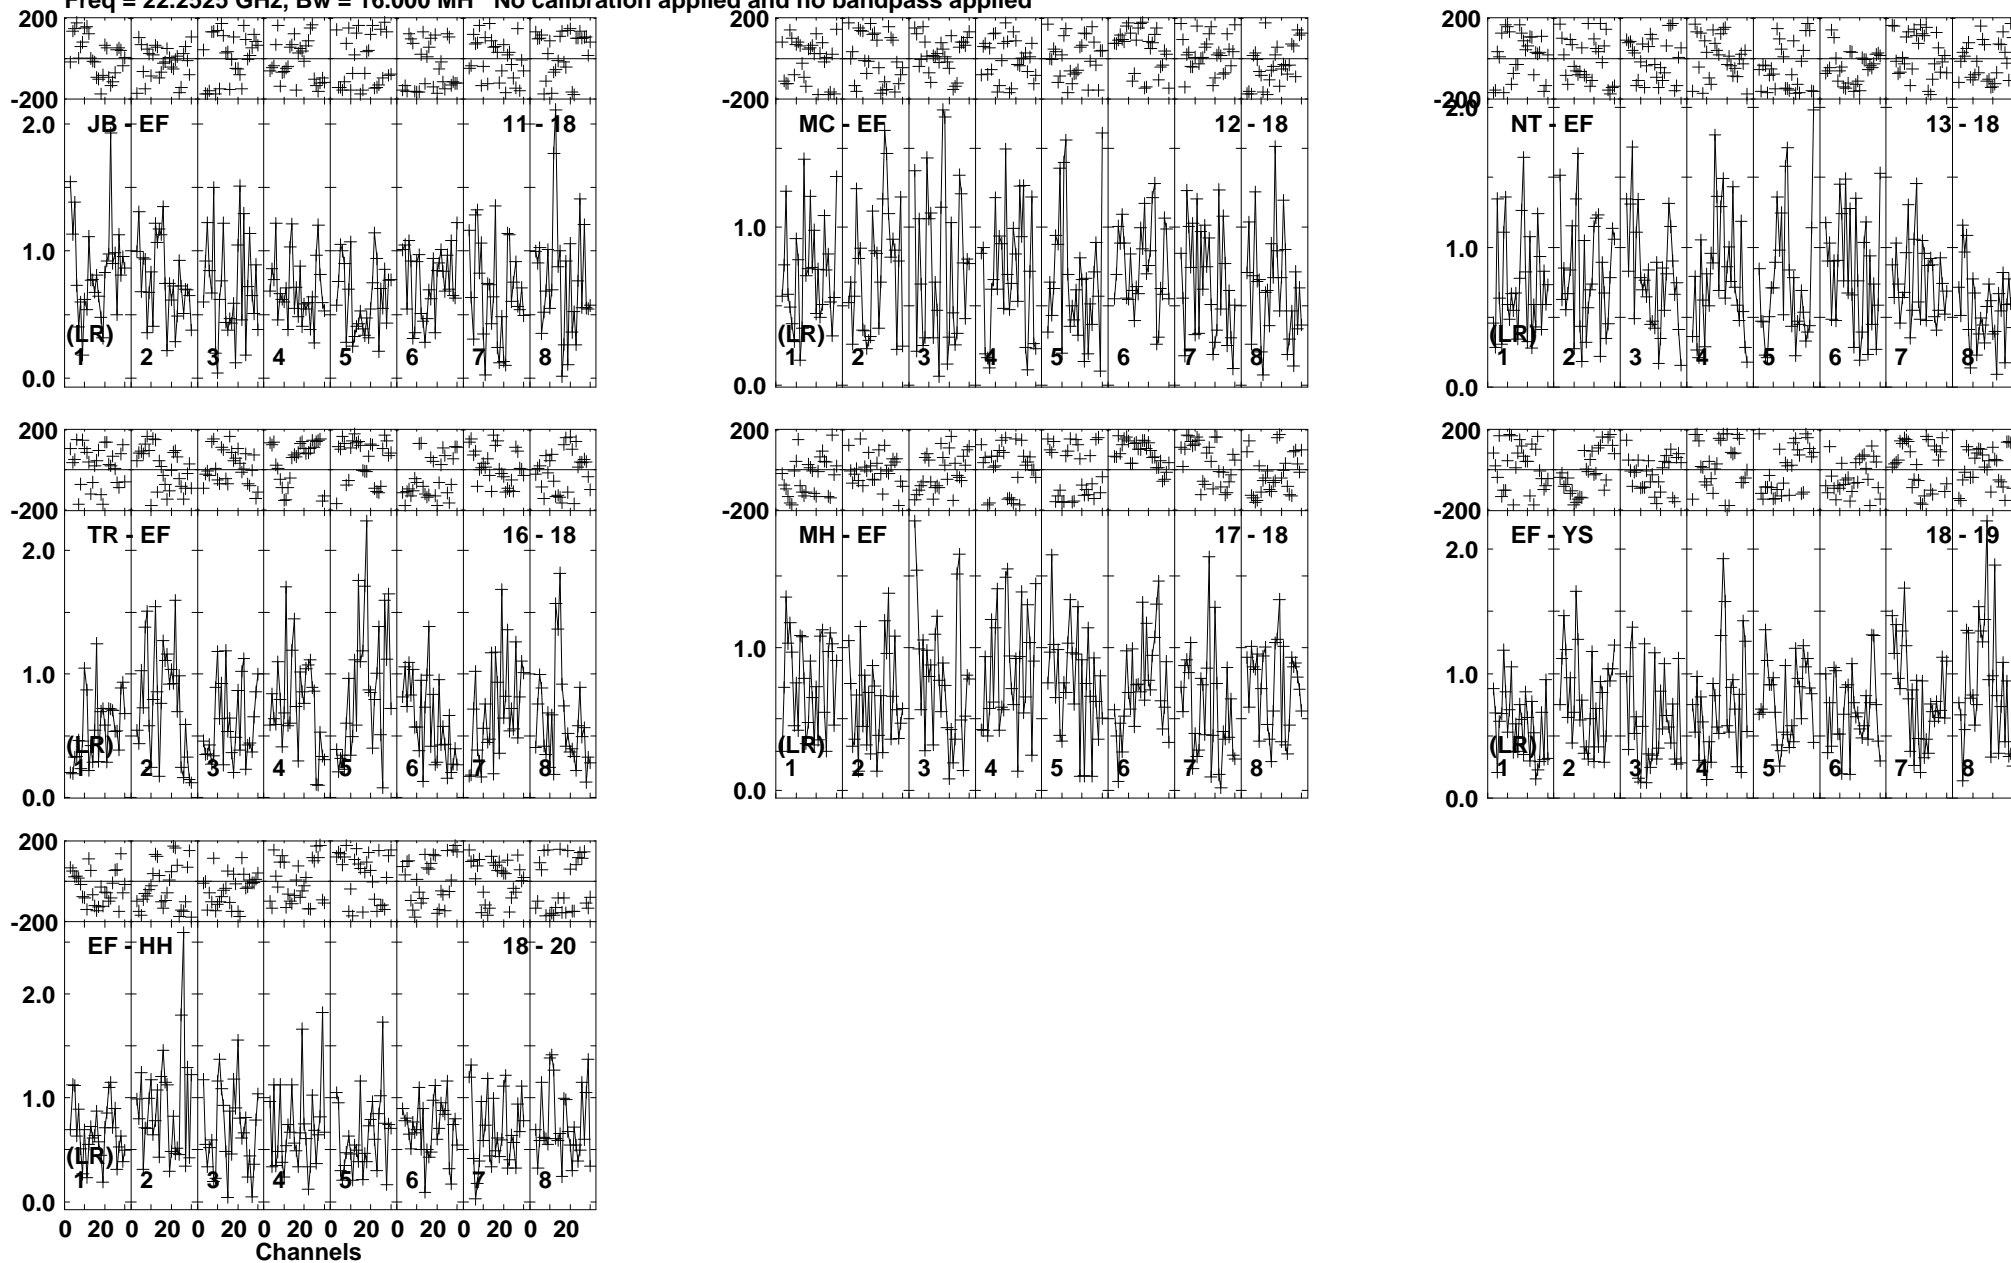 Freq = 22.2525 GHz, Bw = 16.000 MH No calibration applied and no bandpass applied
200
-200
JB - EF 11 - 18
2.0
1.0
0.0
(LR)
1 2 3 4 5 6 7 8
200
-200
MC - EF 12 - 18
1.0
0.0
(LR)
1 2 3 4 5 6 7 8
200
-200
NT - EF 13 - 18
2.0
1.0
0.0
(LR)
1 2 3 4 5 6 7 8
200
-200
TR - EF 16 - 18
2.0
1.0
0.0
(LR)
1 2 3 4 5 6 7 8
200
-200
MH - EF 17 - 18
1.0
0.0
(LR)
1 2 3 4 5 6 7 8
200
-200
EF - YS 18 - 19
2.0
1.0
0.0
(LR)
1 2 3 4 5 6 7 8
200
-200
EF - HH 18 - 20
2.0
1.0
0.0
(LR)
1 2 3 4 5 6 7 8
0 20 0 20 0 20 0 20 0 20 0 20 0 20 0 20
Channels